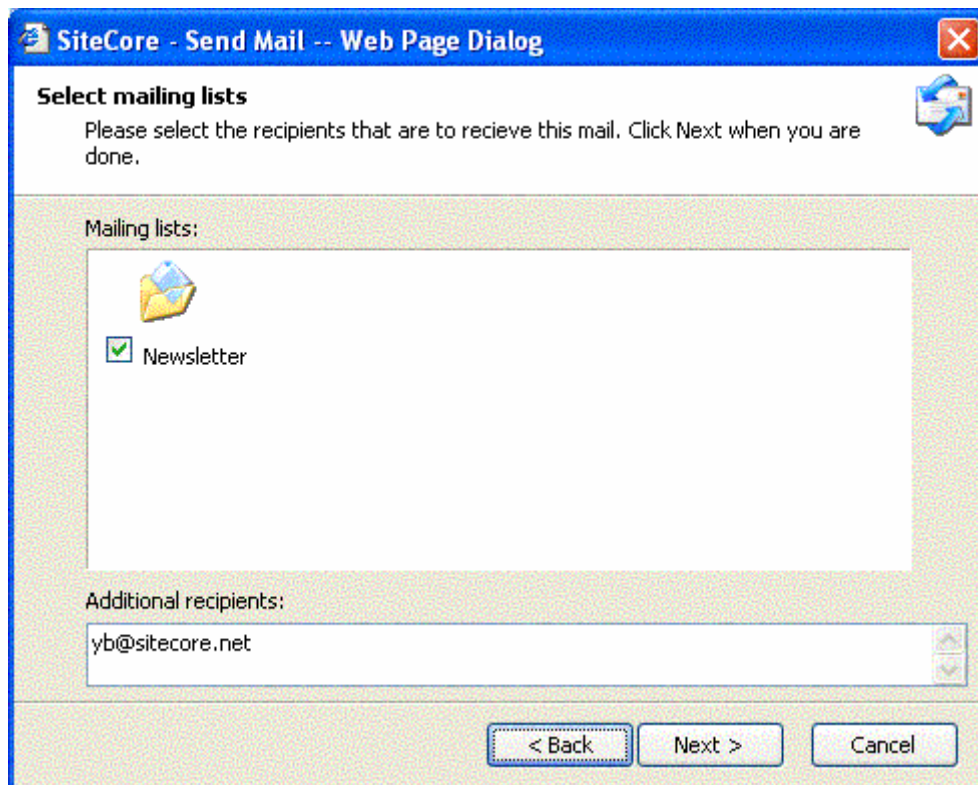 SiteCore - Send Mail -- Web Page Dialog
Select mailing lists
Please select the recipients that are to recieve this mail. Click Next when you are
done.
Mailing lists:
Newsletter
Additional recipients:
yb@sitecore.net
< Back Next > Cancel